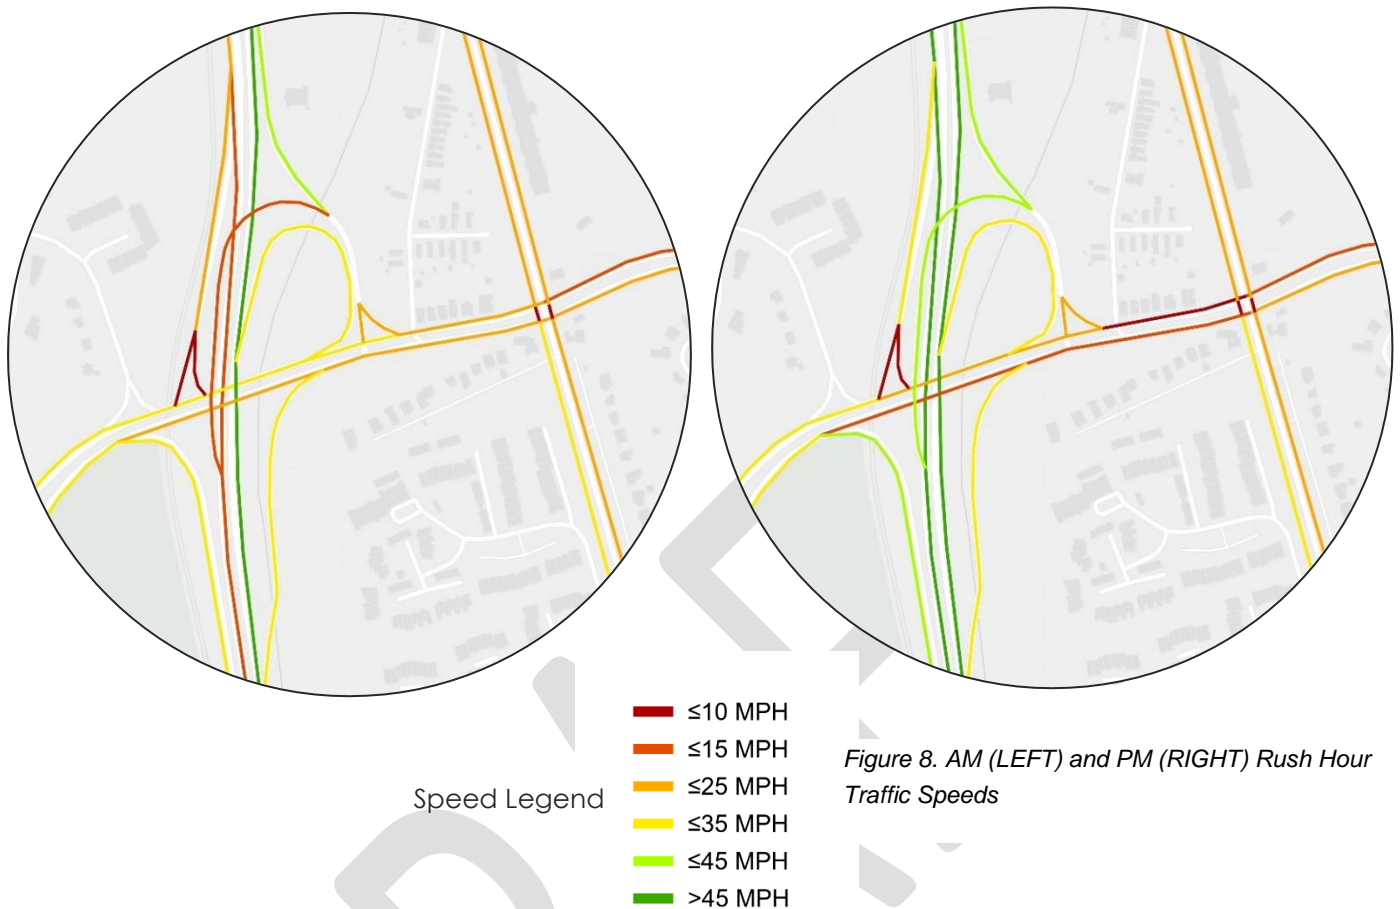 ≤10 MPH
≤15 MPH
≤25 MPH
≤35 MPH
≤45 MPH
>45 MPH
Speed Legend
Figure 8. AM (LEFT) and PM (RIGHT) Rush Hour
Traffic Speeds